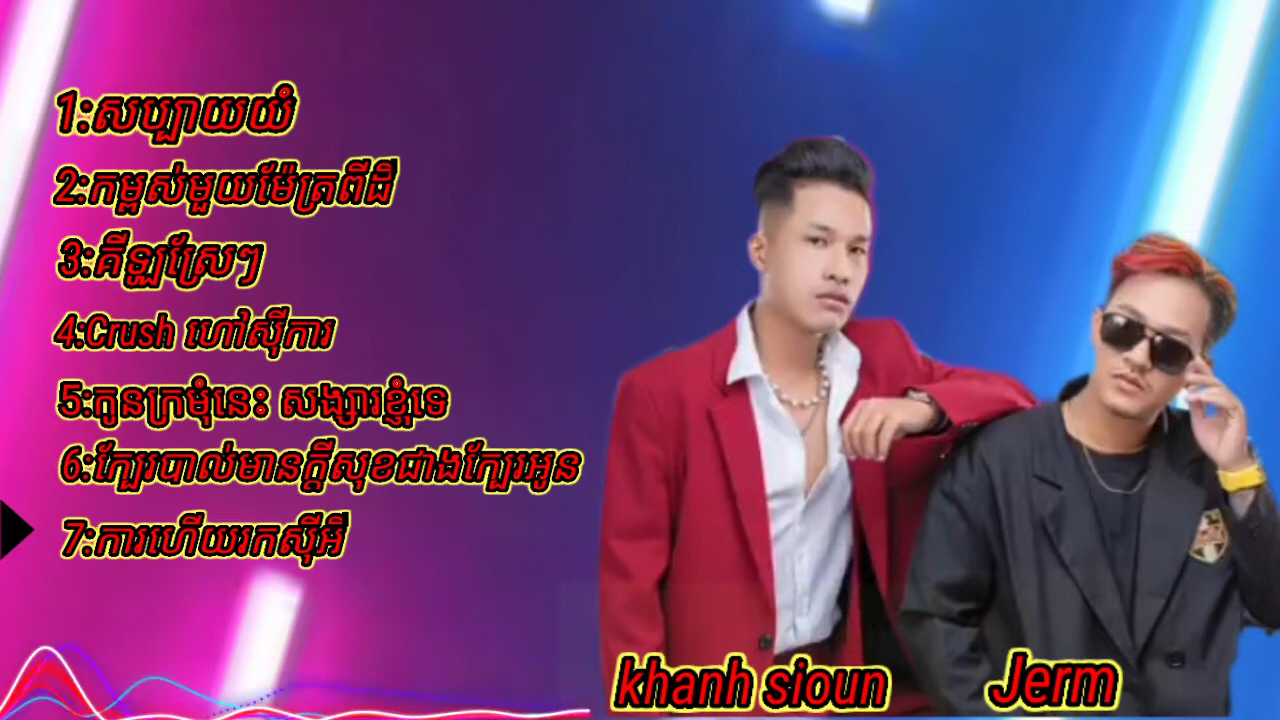 1:សប្បាយយំ
2:កម្ពស់មួយម៉ែត្រពីដី
3:គីឡូស្រែៗ
4:Crush ហៅស៊ីការ
5:កូនក្រមុំនេះ សង្សារខ្ញុំទេ
6:ក្បែរបាល់មានក្ដីសុខជាងក្បែរអូន
7:ការហើយរកស៊ីអី
khanh sioun
Jerm